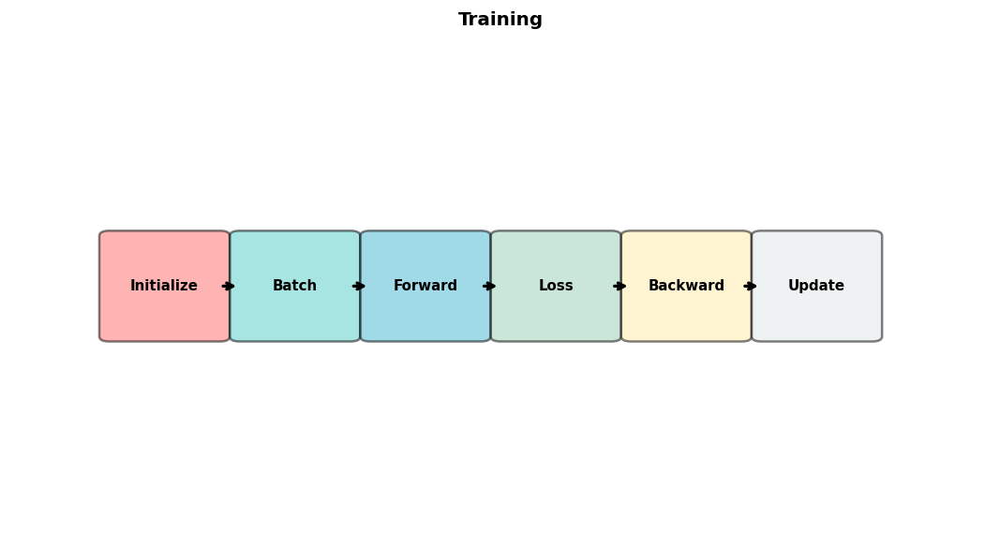 Training
Initialize
Batch
Forward
Loss
Backward
Update